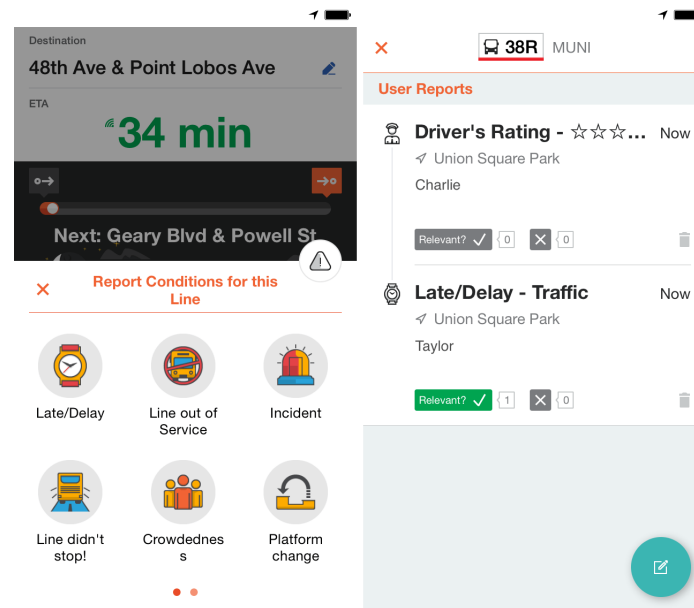 Destination
48th Ave & Point Lobos Ave
ETA
34 min
Next: Geary Blvd & Powell St
Report Conditions for this
Line
Late/Delay
Line out of
Service
Incident
Line didn't
stop!
Crowdednes
s
Platform
change
38R MUNI
User Reports
Driver's Rating - ☆☆☆... Now
Union Square Park
Charlie
Relevant? 0 0
Late/Delay - Traffic Now
Union Square Park
Taylor
Relevant? 1 0